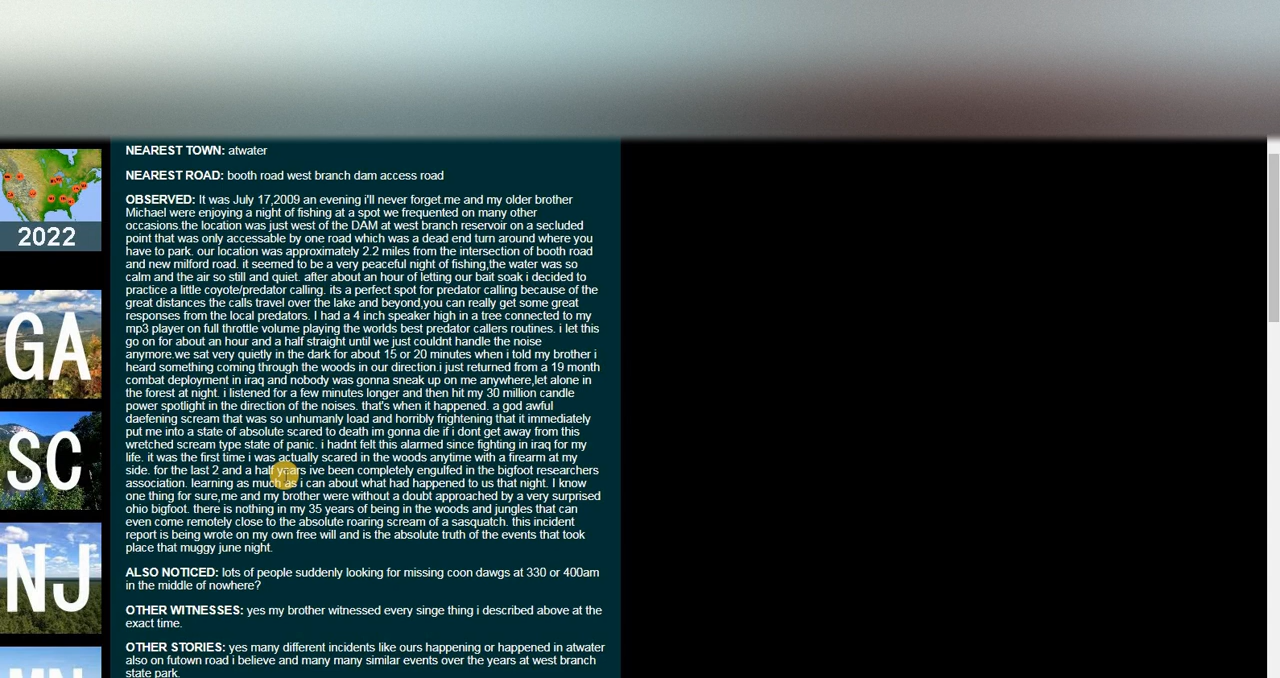 NEAREST TOWN: atwater
NEAREST ROAD: booth road west branch dam access road
OBSERVED: It was July 17,2009 an evening i'll never forget.me and my older brother
Michael were enjoying a night of fishing at a spot we frequented on many other
occasions.the location was just west of the DAM at west branch reservoir on a secluded
point that was only accessable by one road which was a dead end turn around where you
have to park. our location was approximately 2.2 miles from the intersection of booth road
and new milford road. it seemed to be a very peaceful night of fishing,the water was so
calm and the air so still and quiet. after about an hour of letting our bait soak i decided to
practice a little coyote/predator calling. its a perfect spot for predator calling because of the
great distances the calls travel over the lake and beyond,you can really get some great
responses from the local predators. I had a 4 inch speaker high in a tree connected to my
mp3 player on full throttle volume playing the worlds best predator callers routines. i let this
go on for about an hour and a half straight until we just couldnt handle the noise
anymore.we sat very quietly in the dark for about 15 or 20 minutes when i told my brother i
heard something coming through the woods in our direction.i just returned from a 19 month
combat deployment in iraq and nobody was gonna sneak up on me anywhere,let alone in
the forest at night. i listened for a few minutes longer and then hit my 30 million candle
power spotlight in the direction of the noises. that's when it happened. a god awful
daefening scream that was so unhumanly load and horribly frightening that it immediately
put me into a state of absolute scared to death im gonna die if i dont get away from this
wretched scream type state of panic. i hadnt felt this alarmed since fighting in iraq for my
life. it was the first time i was actually scared in the woods anytime with a firearm at my
side. for the last 2 and a half years ive been completely engulfed in the bigfoot researchers
association. learning as much as i can about what had happened to us that night. I know
one thing for sure,me and my brother were without a doubt approached by a very surprised
ohio bigfoot. there is nothing in my 35 years of being in the woods and jungles that can
even come remotely close to the absolute roaring scream of a sasquatch. this incident
report is being wrote on my own free will and is the absolute truth of the events that took
place that muggy june night.
ALSO NOTICED: lots of people suddenly looking for missing coon dawgs at 330 or 400am
in the middle of nowhere?
OTHER WITNESSES: yes my brother witnessed every singe thing i described above at the
exact time.
OTHER STORIES: yes many different incidents like ours happening or happened in atwater
also on futown road i believe and many many similar events over the years at west branch
state park.
2022
GA
SC
NJ
MN